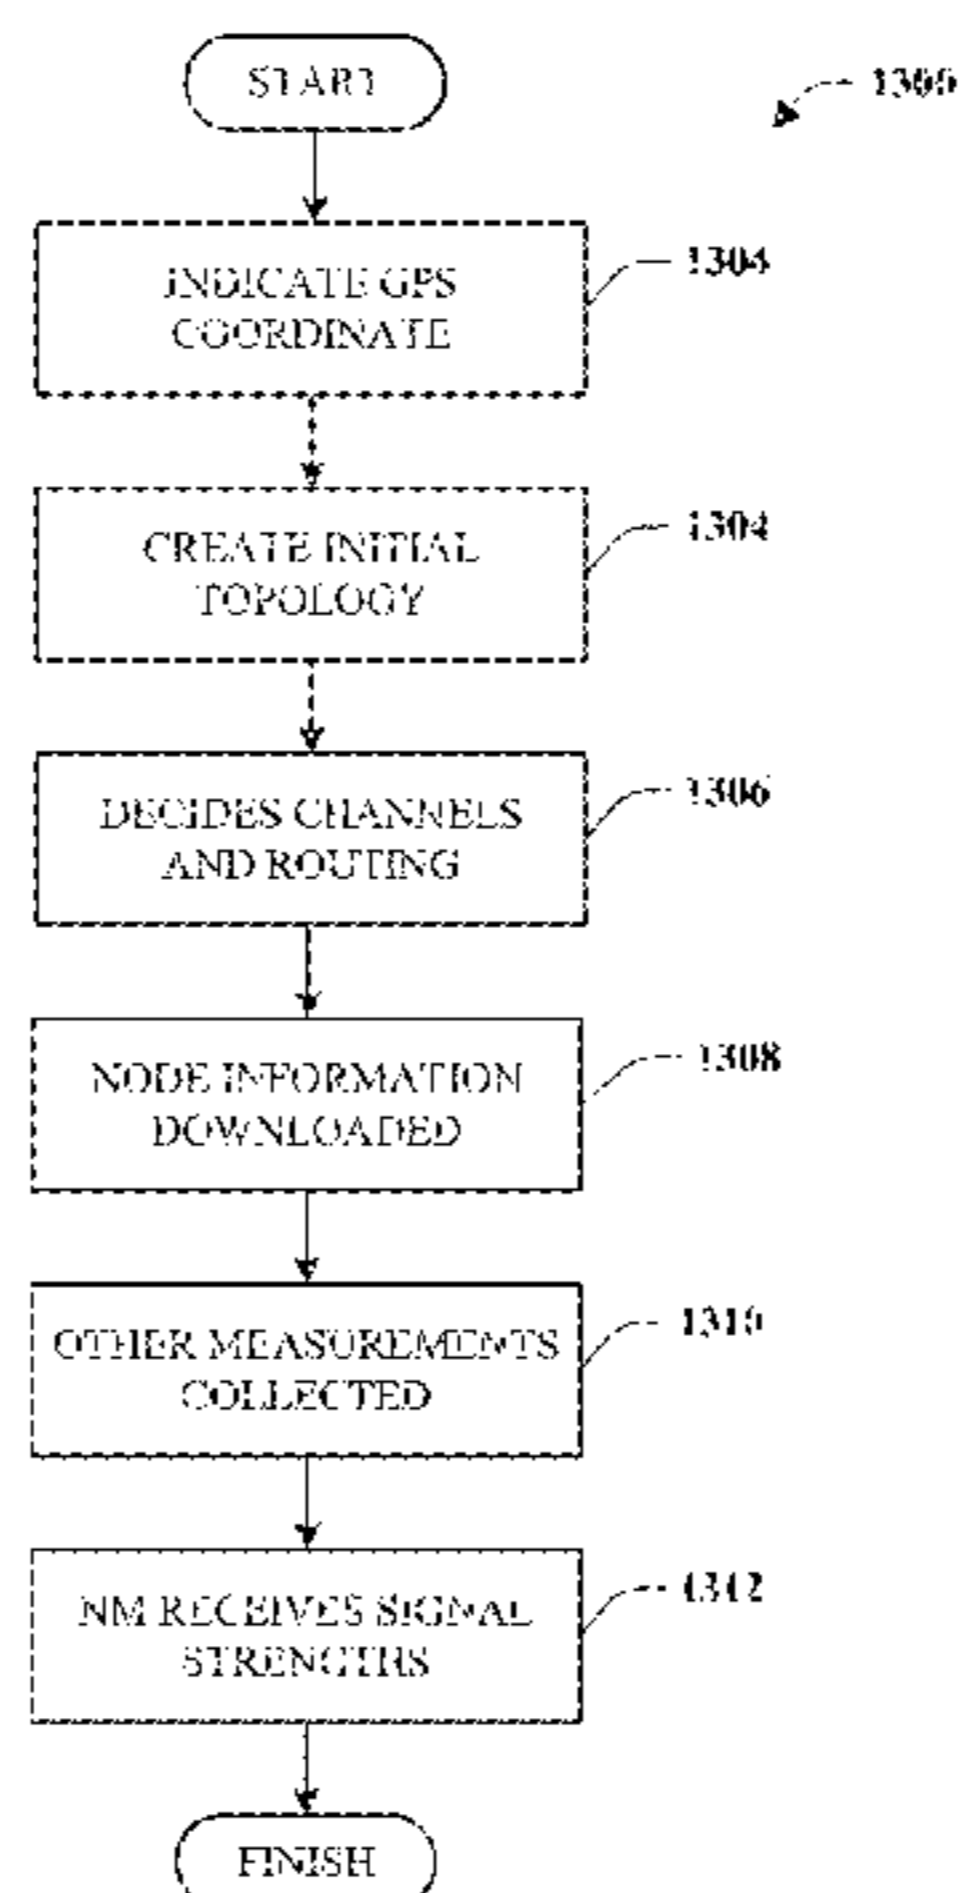 START
1300
INDICATE GPS
COORDINATE
1304
CREATE INITIAL
TOPOLOGY
1304
DECIDES CHANNELS
AND ROUTING
1306
NODE INFORMATION
DOWNLOADED
1308
OTHER MEASUREMENTS
COLLECTED
1310
NM RECEIVES SIGNAL
STRENGTHS
1312
FINISH